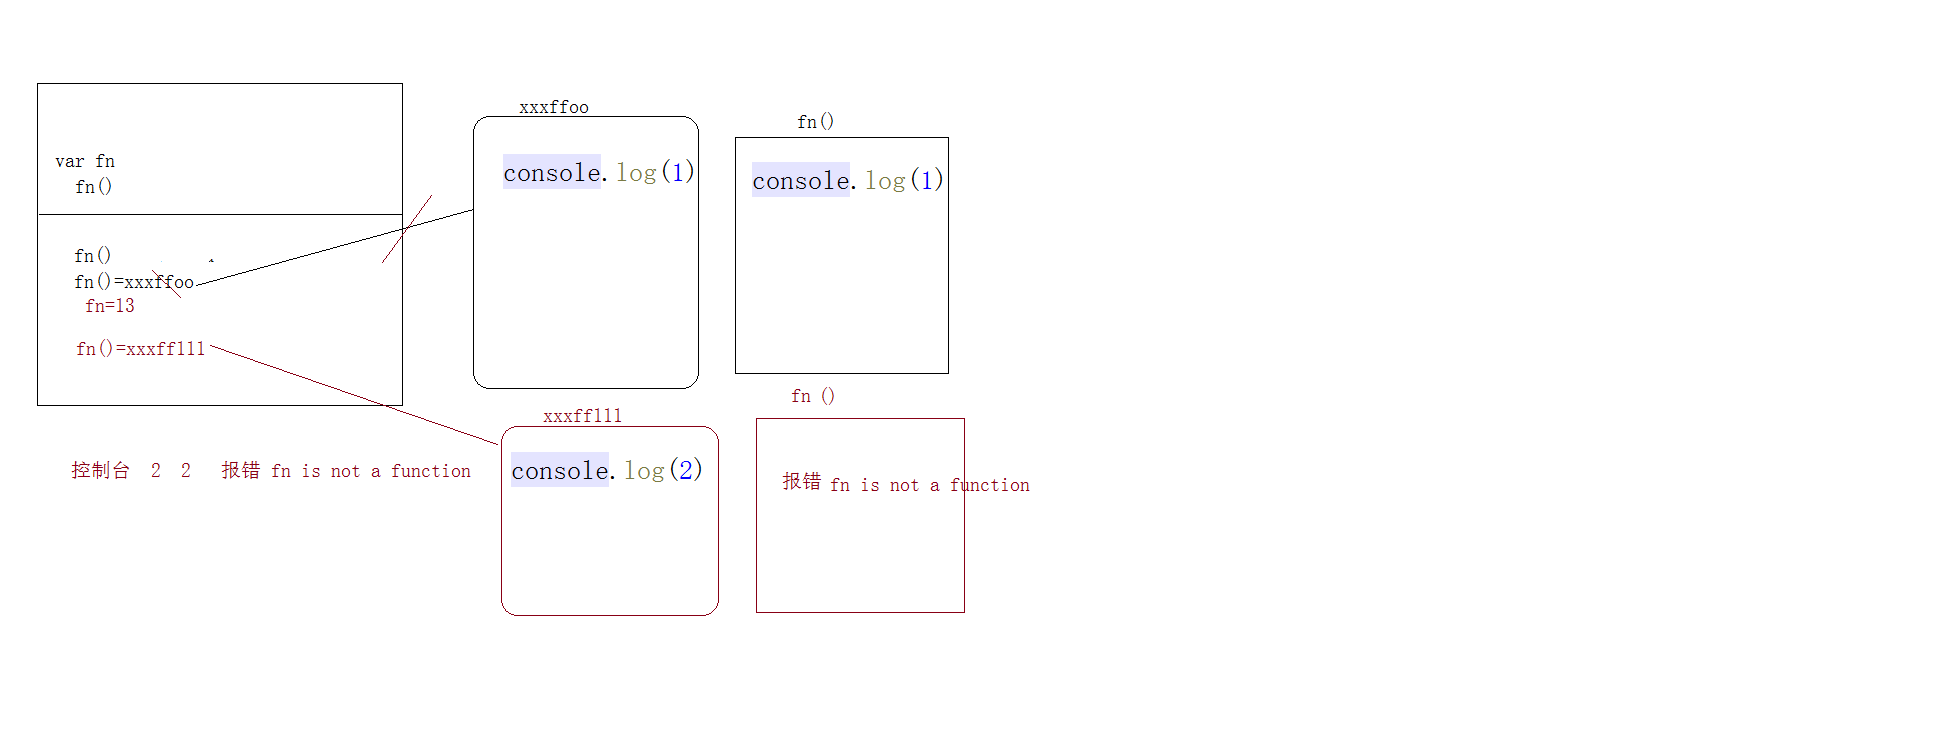 var fn
fn()
fn()
fn()=xxxffoo
fn=13
fn()=xxxfflll
控制台 2 2 报错 fn is not a function
xxxffoo
console.log(1)
fn()
console.log(1)
xxxfflll
console.log(2)
fn ()
报错 fn is not a function